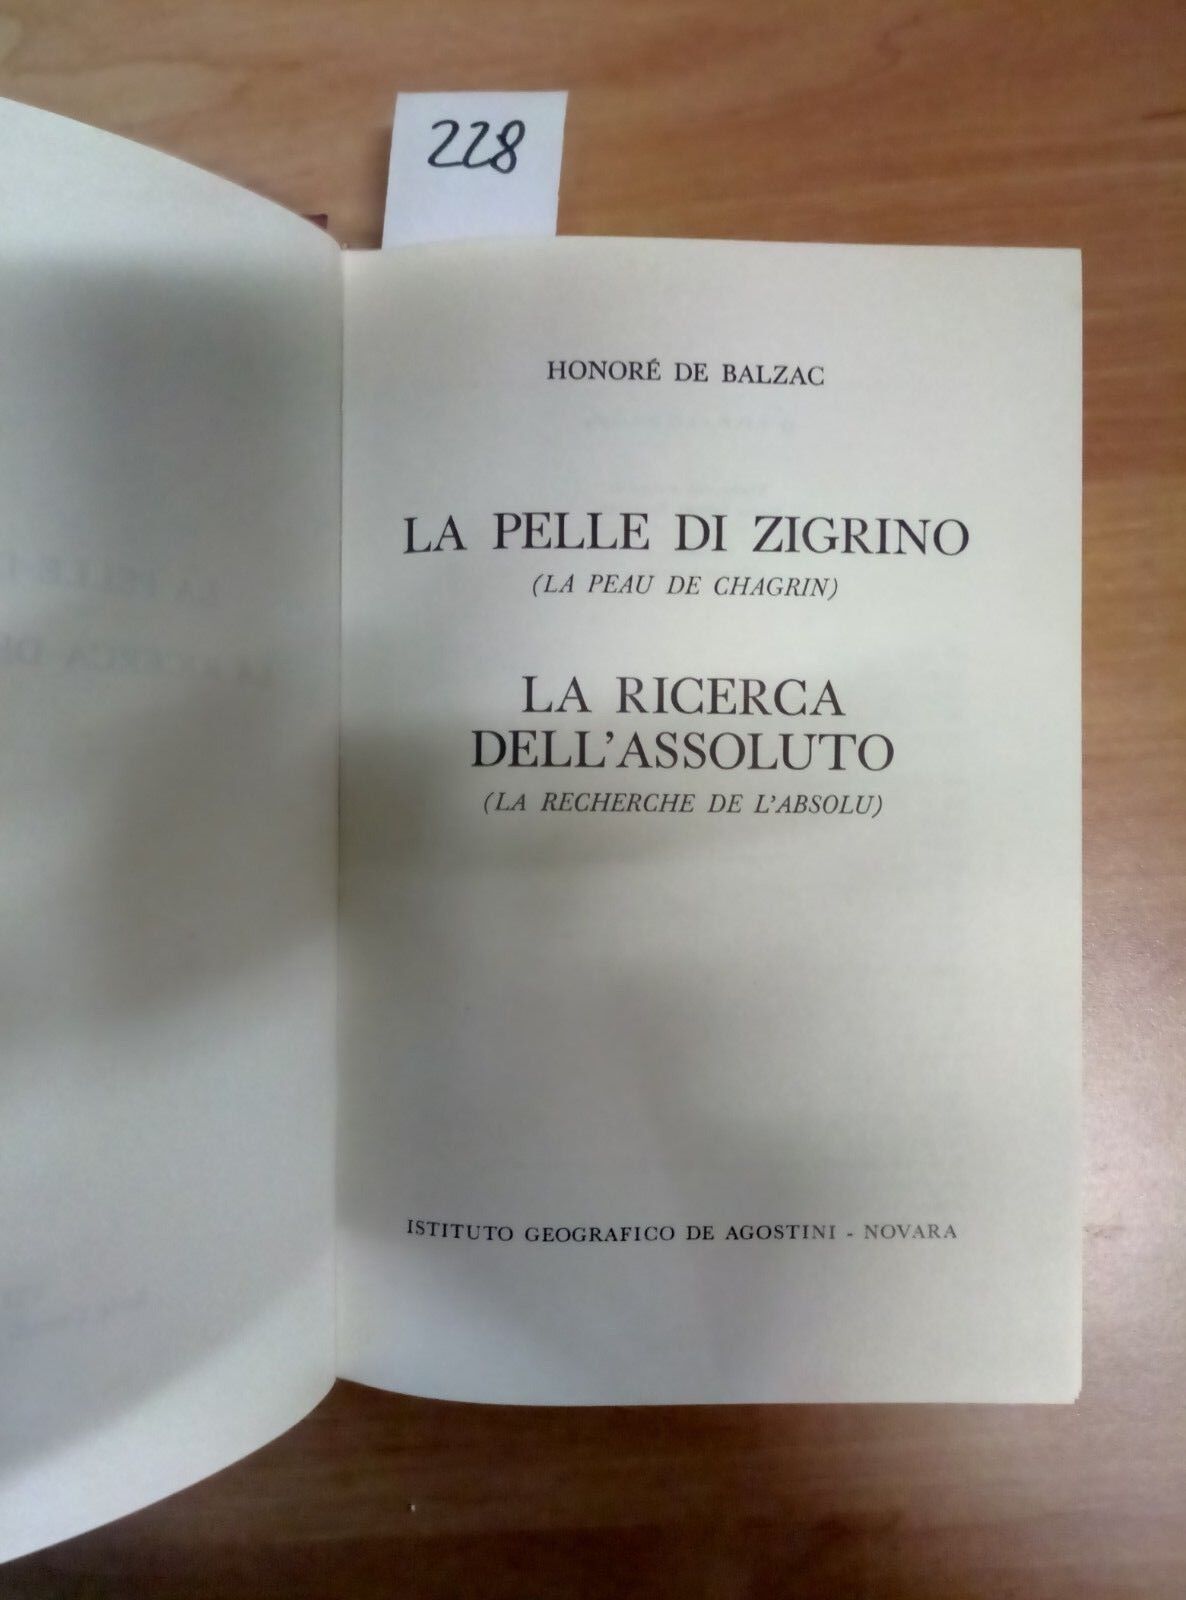 228
HONORÉ DE BALZAC
LA PELLE DI ZIGRINO
(LA PEAU DE CHAGRIN)
LA RICERCA
DELL'ASSOLUTO
(LA RECHERCHE DE L'ABSOLU)
ISTITUTO GEOGRAFICO DE AGOSTINI - NOVARA